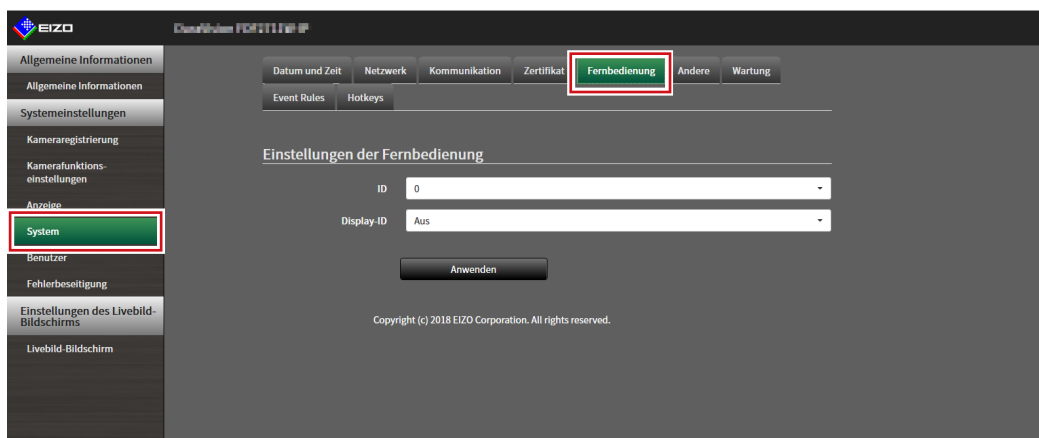 EIZO
Allgemeine Informationen
Allgemeine Informationen
Systemeinstellungen
Kameraregistrierung
Kamerafunktions-
einstellungen
Anzeige
System
Benutzer
Fehlerbeseitigung
Einstellungen des Livebild-
Bildschirms
Livebild-Bildschirm
Datum und Zeit Netzwerk Kommunikation Zertifikat Fernbedienung Andere Wartung
Event Rules Hotkeys
Einstellungen der Fernbedienung
ID 0
Display-ID Aus
Anwenden
Copyright (c) 2018 EIZO Corporation. All rights reserved.